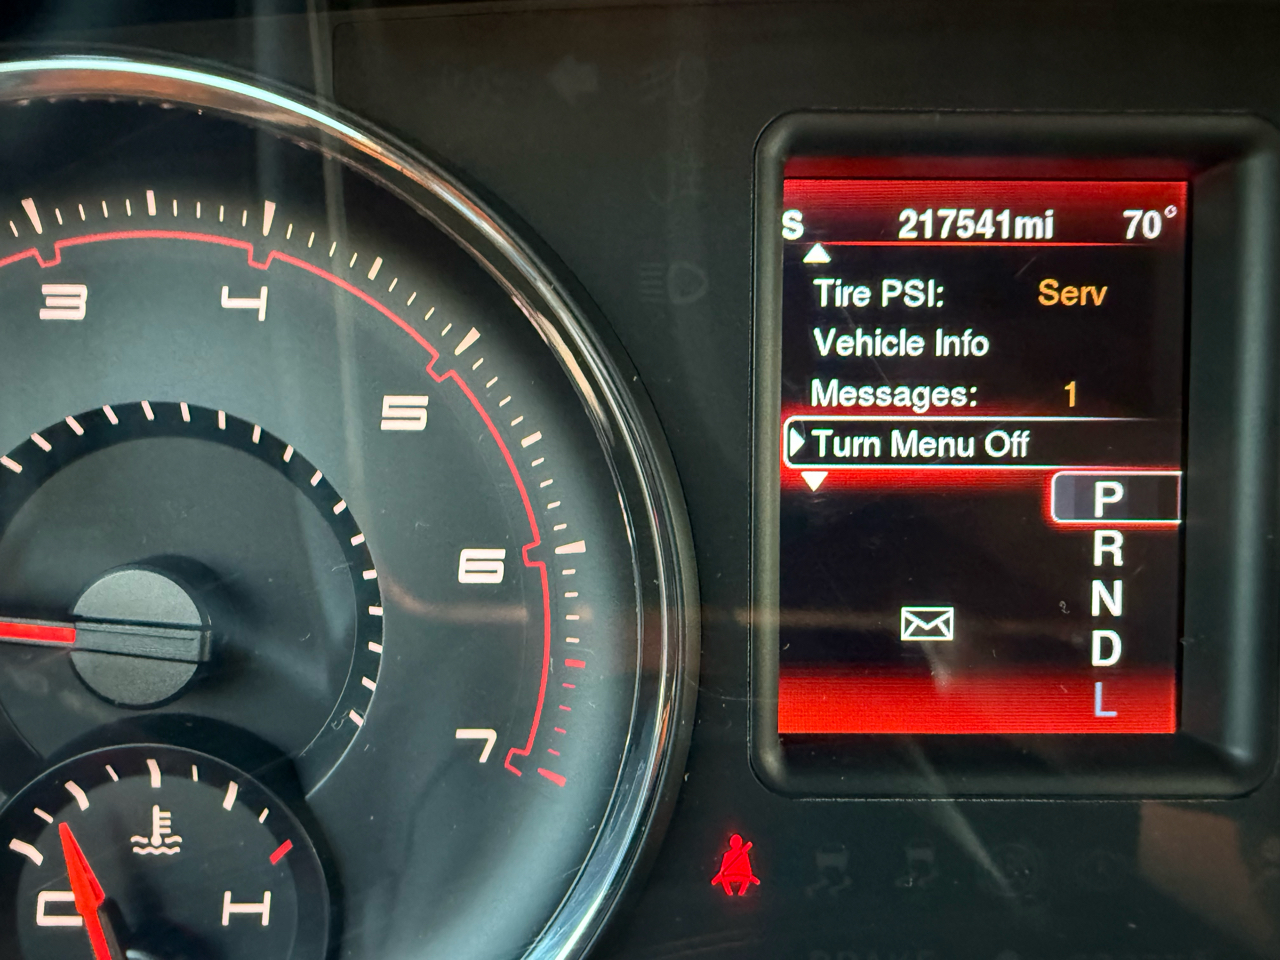 3
4
5
6
7
C
H
S 217541mi 70°
Tire PSI: Serv
Vehicle Info
Messages: 1
Turn Menu Off
P
R
N
D
L